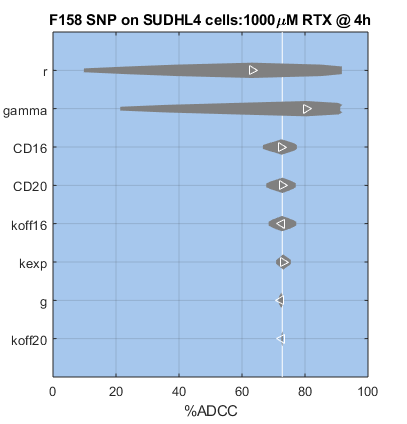 F158 SNP on SUDHL4 cells:1000μM RTX @ 4h
r
gamma
CD16
CD20
koff16
kexp
g
koff20
0 20 40 60 80 100
%ADCC